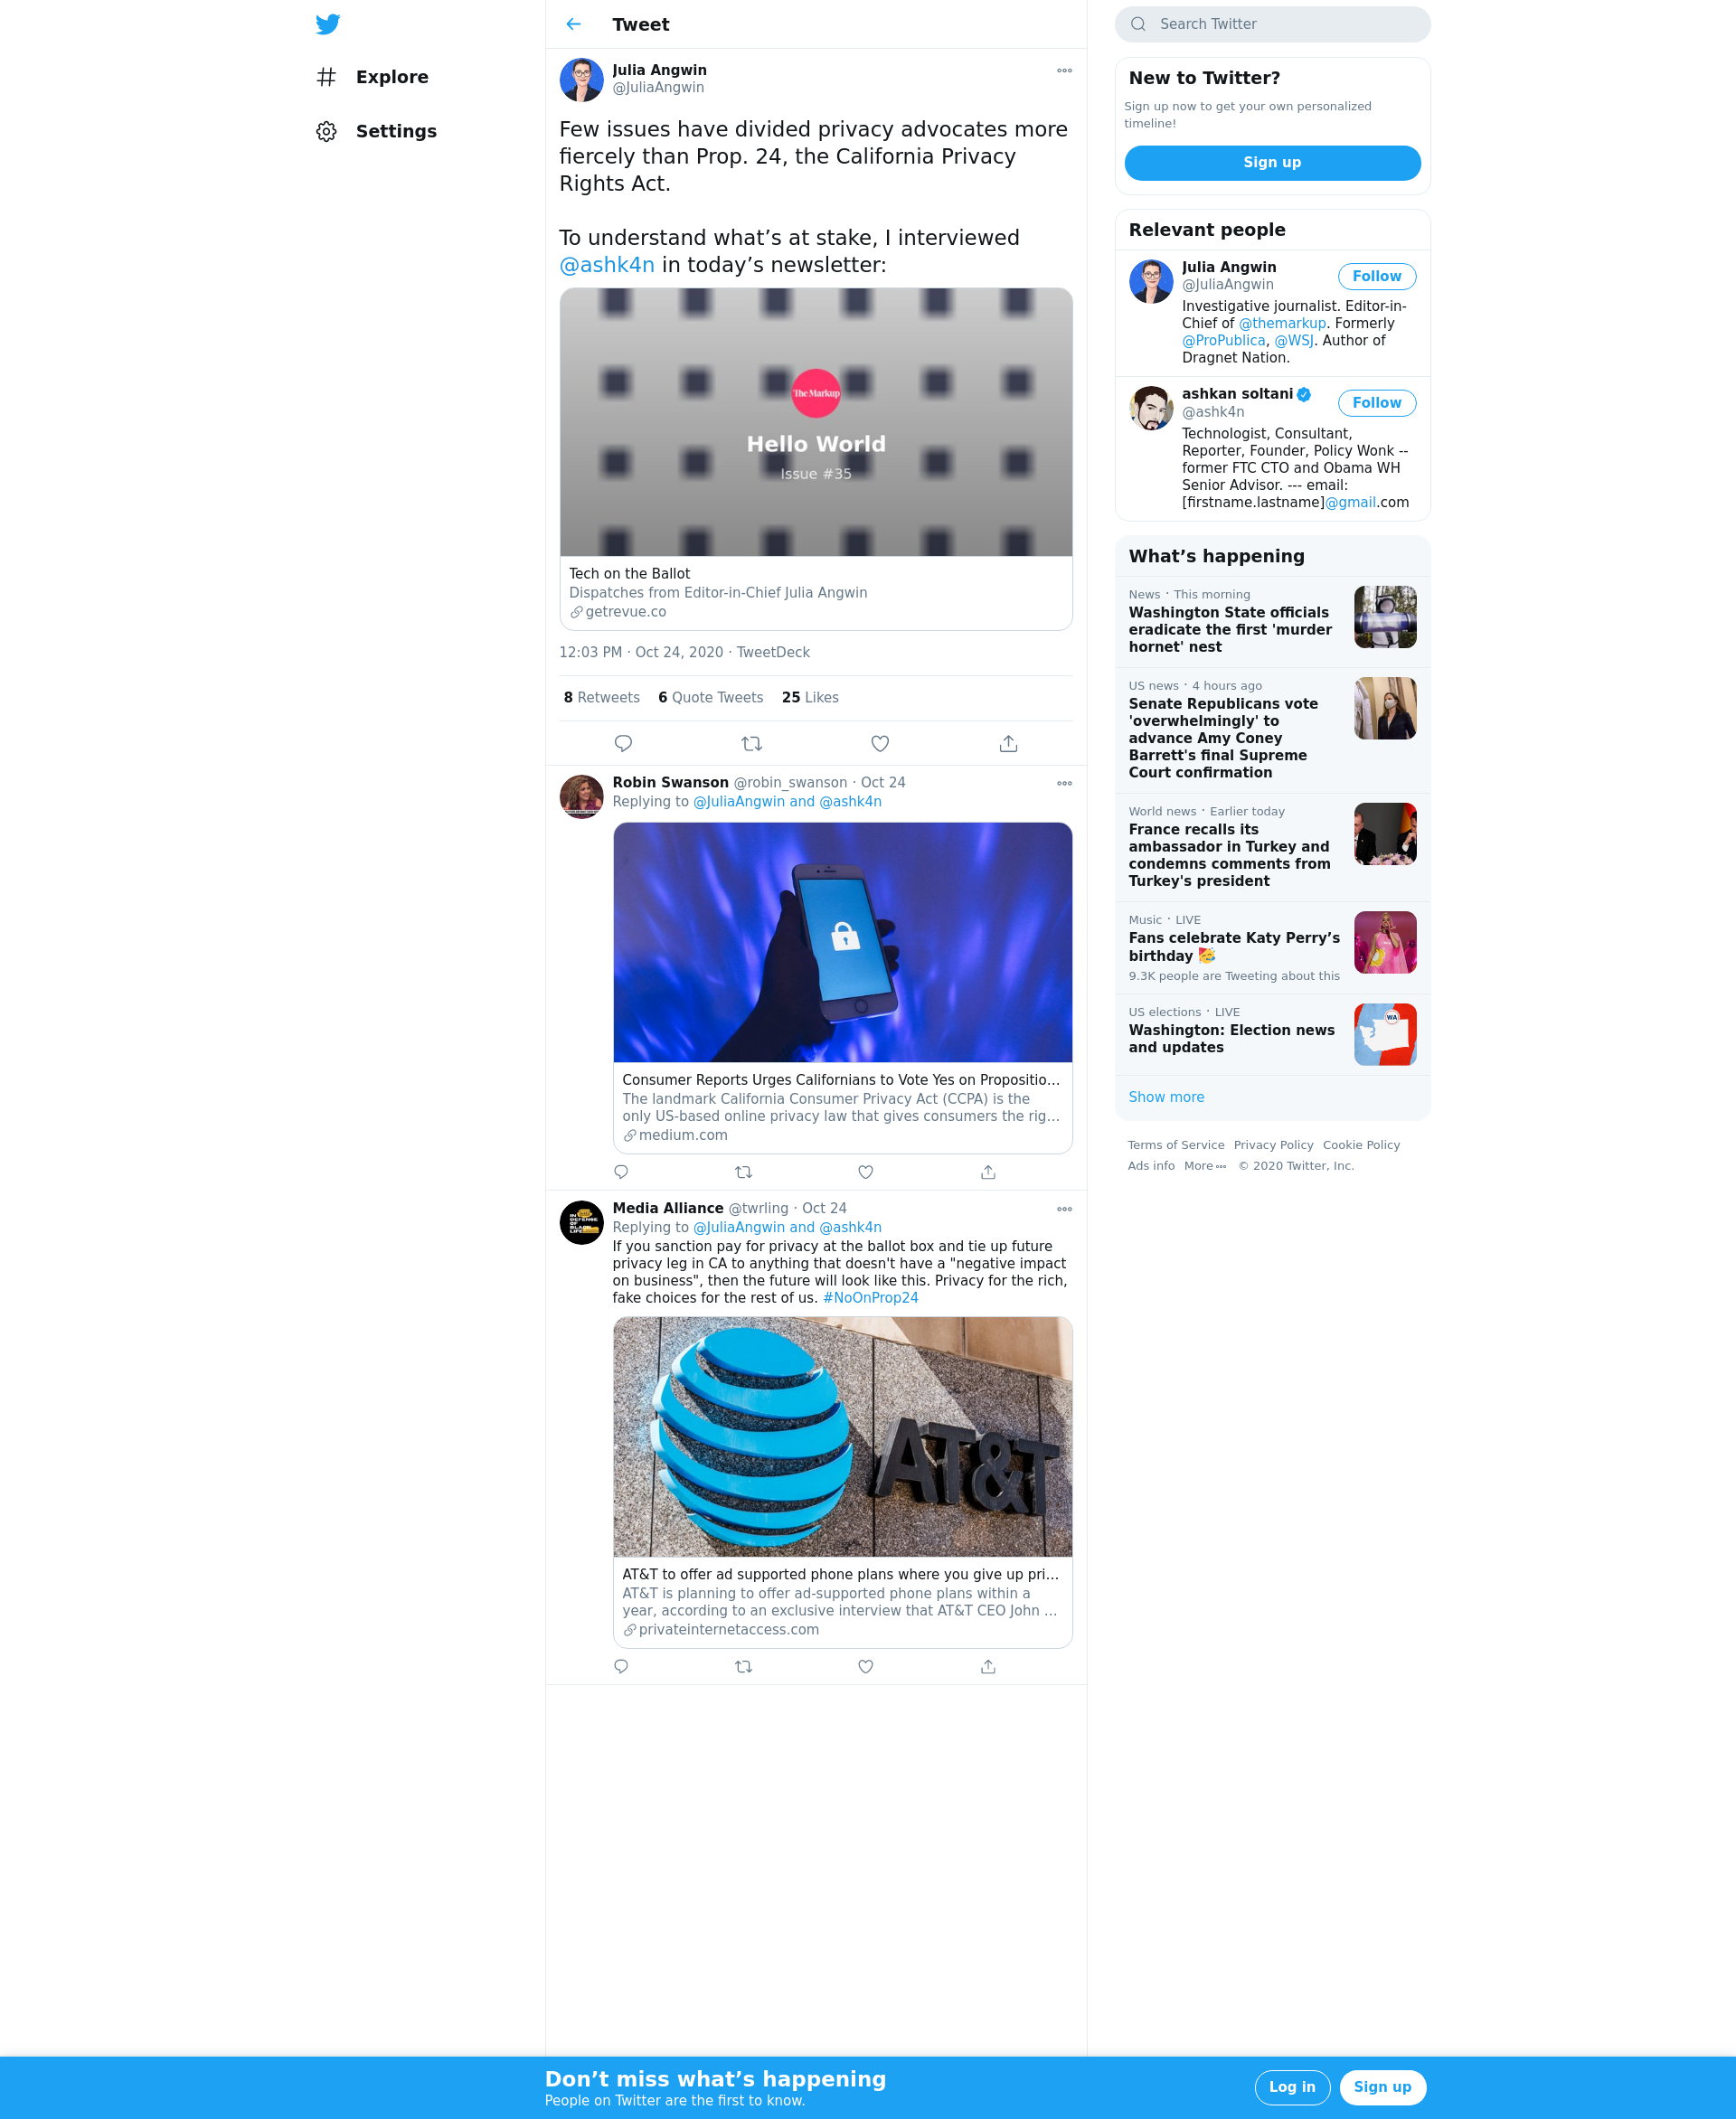 Explore
Settings
Tweet
Julia Angwin
@JuliaAngwin
Few issues have divided privacy advocates more
fiercely than Prop. 24, the California Privacy
Rights Act.
To understand what’s at stake, I interviewed
@ashk4n in today’s newsletter:
The Markup
Hello World
Issue #35
Tech on the Ballot
Dispatches from Editor-in-Chief Julia Angwin
getrevue.co
12:03 PM · Oct 24, 2020 · TweetDeck
8 Retweets 6 Quote Tweets 25 Likes
Robin Swanson @robin_swanson · Oct 24
Replying to @JuliaAngwin and @ashk4n
Consumer Reports Urges Californians to Vote Yes on Propositio...
The landmark California Consumer Privacy Act (CCPA) is the
only US-based online privacy law that gives consumers the rig...
medium.com
Media Alliance @twrling · Oct 24
Replying to @JuliaAngwin and @ashk4n
If you sanction pay for privacy at the ballot box and tie up future
privacy leg in CA to anything that doesn't have a "negative impact
on business", then the future will look like this. Privacy for the rich,
fake choices for the rest of us. #NoOnProp24
AT&T
AT&T to offer ad supported phone plans where you give up pri...
AT&T is planning to offer ad-supported phone plans within a
year, according to an exclusive interview that AT&T CEO John ...
privateinternetaccess.com
Search Twitter
New to Twitter?
Sign up now to get your own personalized
timeline!
Sign up
Relevant people
Julia Angwin
@JuliaAngwin
Follow
Investigative journalist. Editor-in-
Chief of @themarkup. Formerly
@ProPublica, @WSJ. Author of
Dragnet Nation.
ashkan soltani
@ashk4n
Follow
Technologist, Consultant,
Reporter, Founder, Policy Wonk --
former FTC CTO and Obama WH
Senior Advisor. --- email:
[firstname.lastname]@gmail.com
What’s happening
News · This morning
Washington State officials
eradicate the first 'murder
hornet' nest
US news · 4 hours ago
Senate Republicans vote
'overwhelmingly' to
advance Amy Coney
Barrett's final Supreme
Court confirmation
World news · Earlier today
France recalls its
ambassador in Turkey and
condemns comments from
Turkey's president
Music · LIVE
Fans celebrate Katy Perry’s
birthday 🥳
9.3K people are Tweeting about this
US elections · LIVE
Washington: Election news
and updates
WA
Show more
Terms of Service Privacy Policy Cookie Policy
Ads info More © 2020 Twitter, Inc.
Don’t miss what’s happening
People on Twitter are the first to know.
Log in
Sign up